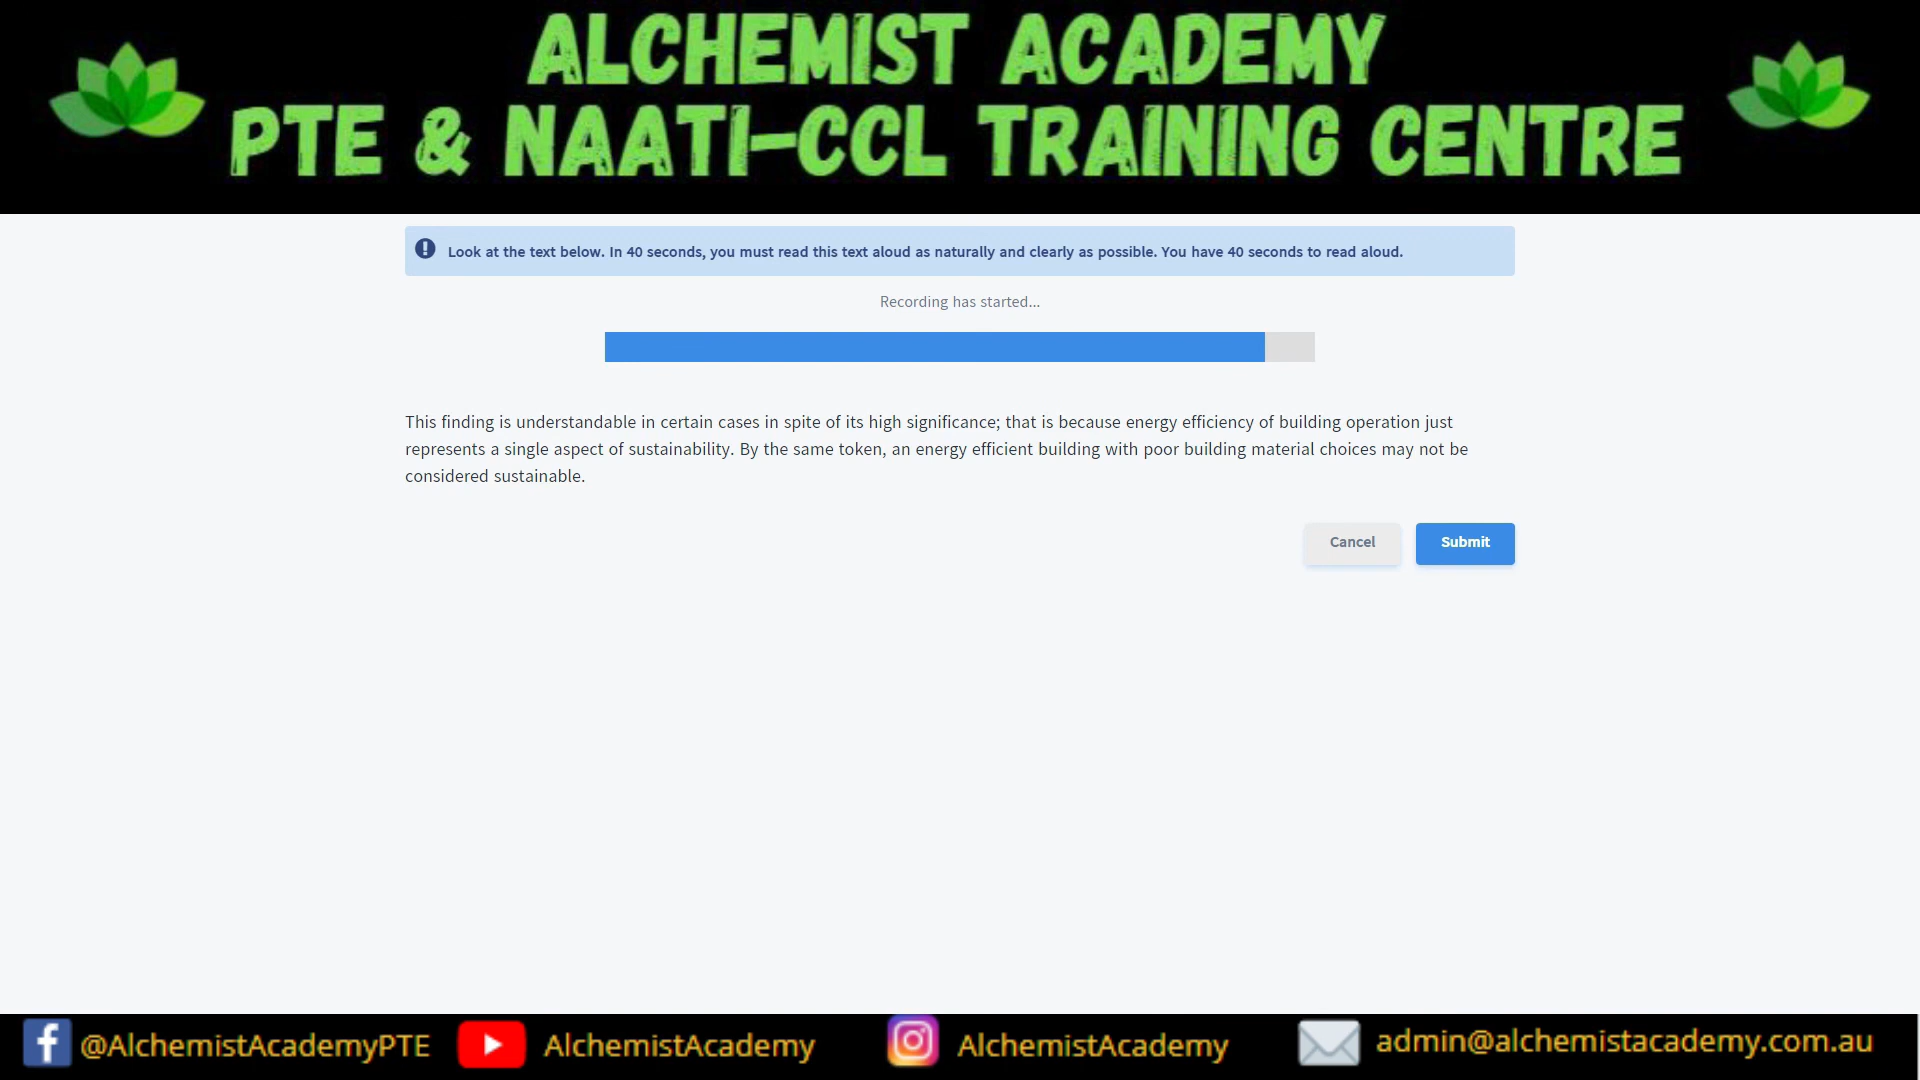 ALCHEMIST ACADEMY
PTE & NAATI-CCL TRAINING CENTRE
Look at the text below. In 40 seconds, you must read this text aloud as naturally and clearly as possible. You have 40 seconds to read aloud.
Recording has started...
This finding is understandable in certain cases in spite of its high significance; that is because energy efficiency of building operation just
represents a single aspect of sustainability. By the same token, an energy efficient building with poor building material choices may not be
considered sustainable.
Cancel Submit
@AlchemistAcademyPTE AlchemistAcademy AlchemistAcademy admin@alchemistacademy.com.au